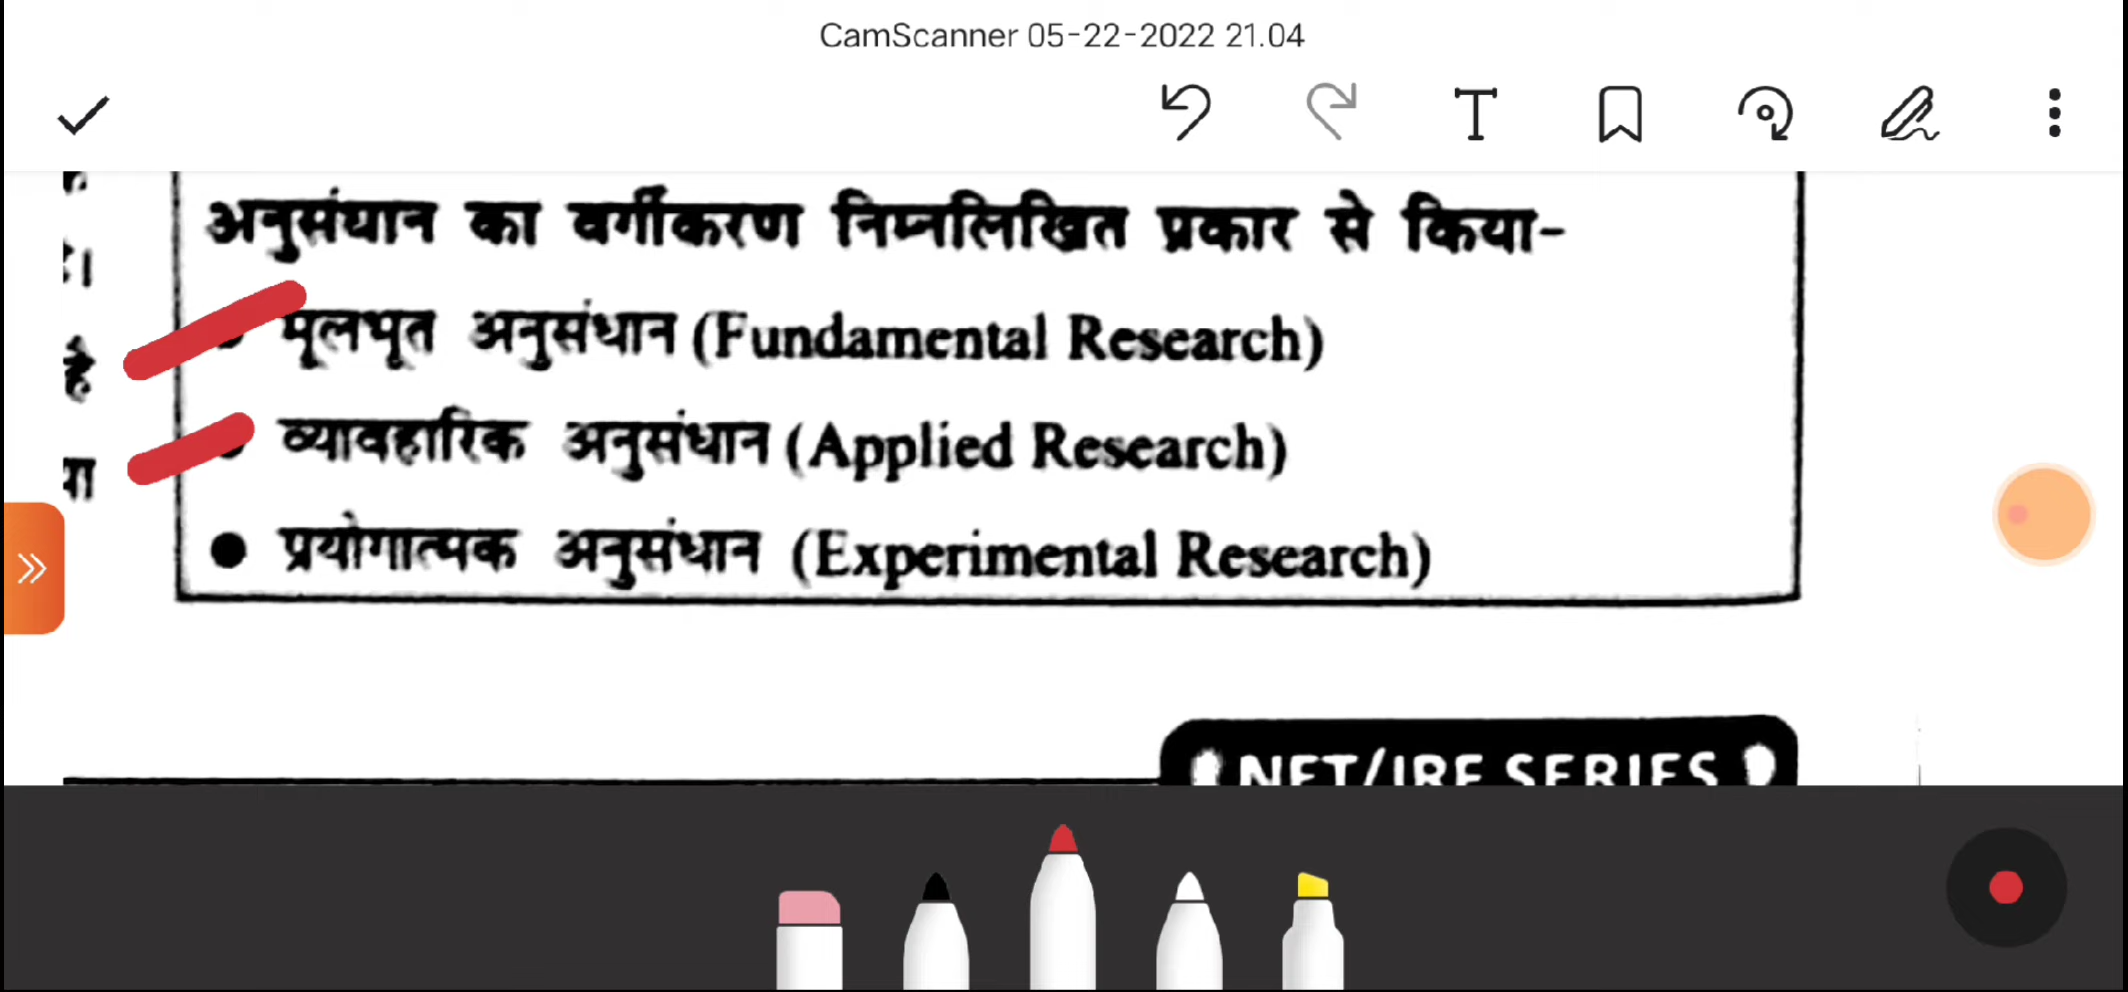 CamScanner 05-22-2022 21.04
अनुसंधान का वर्गीकरण निम्नलिखित प्रकार से किया-
है।
मूलभूत अनुसंधान (Fundamental Research)
है
व्यावहारिक अनुसंधान (Applied Research)
● प्रयोगात्मक अनुसंधान (Experimental Research)
NET/JRF SERIES